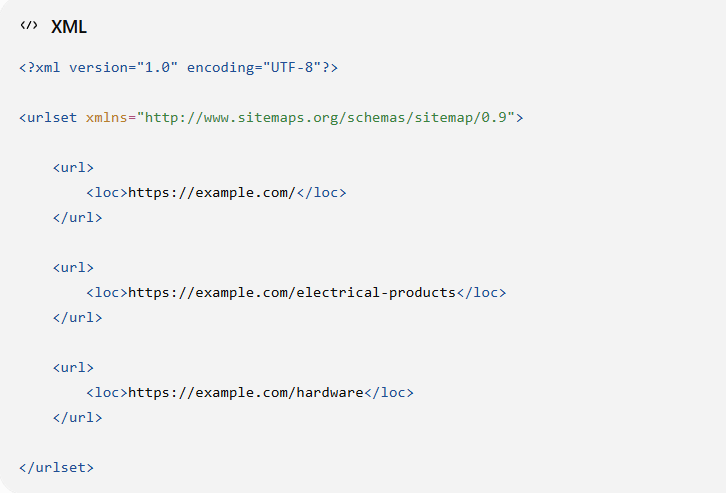 </> XML
<?xml version="1.0" encoding="UTF-8"?>
<urlset xmlns="http://www.sitemaps.org/schemas/sitemap/0.9">
<url>
<loc>https://example.com/</loc>
</url>
<url>
<loc>https://example.com/electrical-products</loc>
</url>
<url>
<loc>https://example.com/hardware</loc>
</url>
</urlset>